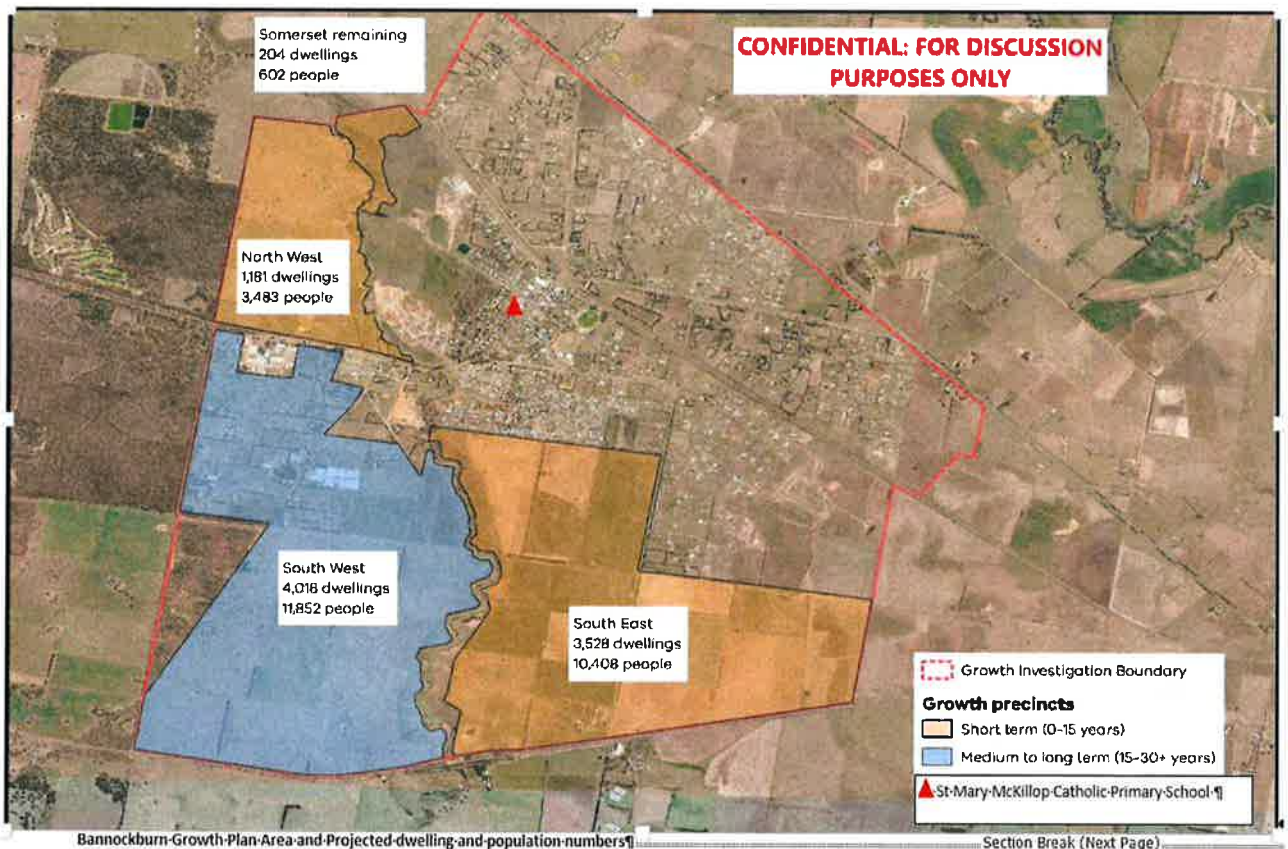 Somerset remaining
204 dwellings
602 people
CONFIDENTIAL: FOR DISCUSSION
PURPOSES ONLY
North West
1,181 dwellings
3,483 people
South West
4,018 dwellings
11,852 people
South East
3,528 dwellings
10,408 people
Growth Investigation Boundary
Growth precincts
Short term (0-15 years)
Medium to long term (15-30+ years)
St·Mary·McKillop·Catholic·Primary·School·¶
Bannockburn·Growth·Plan·Area·and·Projected·dwelling·and·population·numbers¶
Section Break (Next Page)